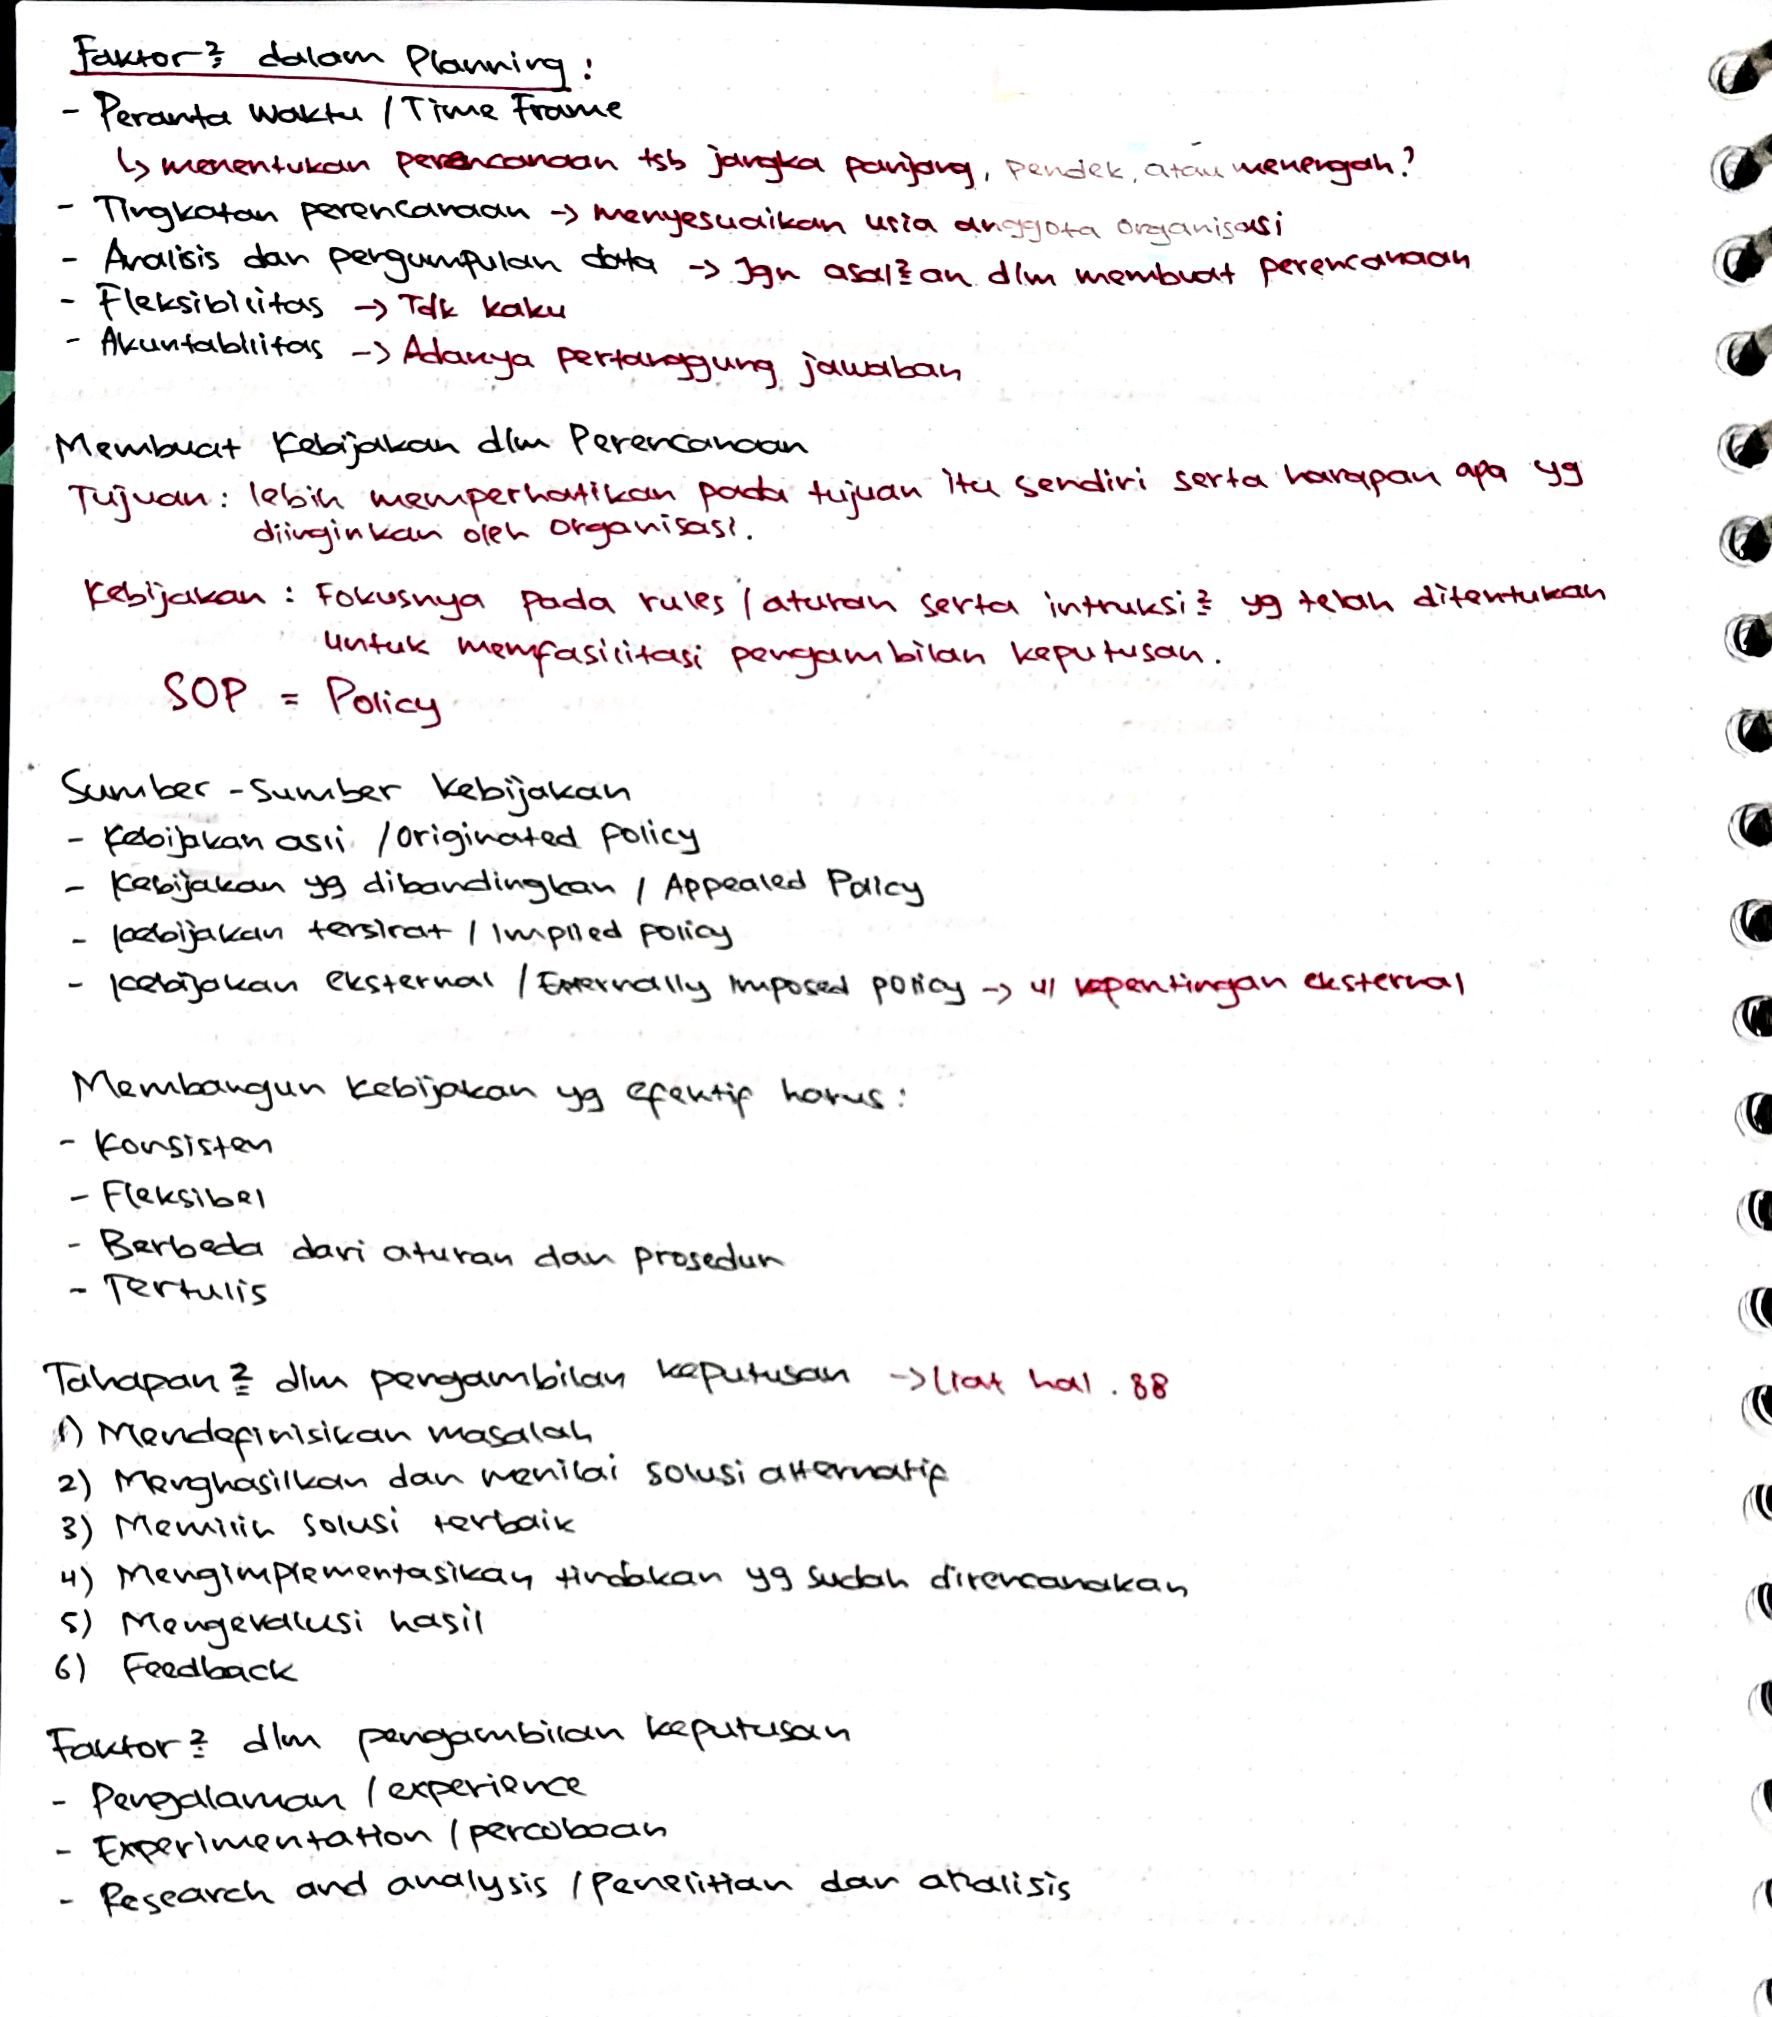 Faktor² dalam Planning :
- Peranta Waktu / Time Frame
↳ menentukan perencanaan tsb jangka panjang, pendek, atau menengah?
- Tingkatan perencanaan → menyesuaikan usia anggota organisasi
- Analisis dan pengumpulan data → Jgn asal²an dlm membuat perencanaan
- Fleksibilitas → Tdk kaku
- Akuntabilitas → Adanya pertanggung jawaban
Membuat Kebijakan dlm Perencanaan
Tujuan : lebih memperhatikan pada tujuan itu sendiri serta harapan apa yg
diinginkan oleh organisasi.
Kebijakan : Fokusnya pada rules / aturan serta intruksi² yg telah ditentukan
untuk memfasilitasi pengambilan keputusan.
SOP = Policy
Sumber - Sumber Kebijakan
- Kebijakan asli / Originated Policy
- Kebijakan yg dibandingkan / Appealed Policy
- Kebijakan tersirat / Implied policy
- Kebijakan eksternal / Externally Imposed policy → u/ kepentingan eksternal
Membangun Kebijakan yg efektif harus :
- Konsisten
- Fleksibel
- Berbeda dari aturan dan prosedur
- Tertulis
Tahapan² dlm pengambilan keputusan → liat hal. 88
1) Mendefinisikan masalah
2) Menghasilkan dan menilai solusi alternatif
3) Memilih solusi terbaik
4) Mengimplementasikan tindakan yg sudah direncanakan
5) Mengevalusi hasil
6) Feedback
Faktor² dlm pengambilan keputusan
- Pengalaman / experience
- Experimentation / percobaan
- Research and analysis / Penelitian dan analisis